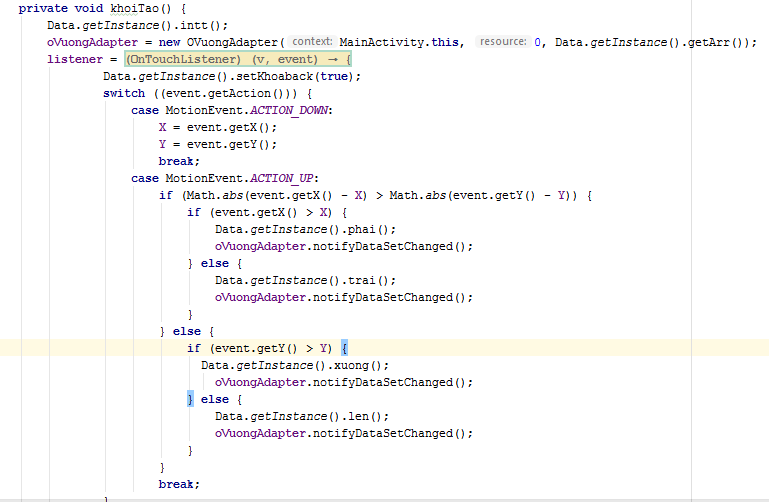 private void khoiTao() {
Data.getInstance().intt();
oVuongAdapter = new OVuongAdapter( context: MainActivity.this, resource: 0, Data.getInstance().getArr());
listener = (OnTouchListener) (v, event) → {
Data.getInstance().setKhoaback(true);
switch ((event.getAction())) {
case MotionEvent.ACTION_DOWN:
X = event.getX();
Y = event.getY();
break;
case MotionEvent.ACTION_UP:
if (Math.abs(event.getX() - X) > Math.abs(event.getY() - Y)) {
if (event.getX() > X) {
Data.getInstance().phai();
oVuongAdapter.notifyDataSetChanged();
} else {
Data.getInstance().trai();
oVuongAdapter.notifyDataSetChanged();
}
} else {
if (event.getY() > Y) {
Data.getInstance().xuong();
oVuongAdapter.notifyDataSetChanged();
} else {
Data.getInstance().len();
oVuongAdapter.notifyDataSetChanged();
}
}
break;
}